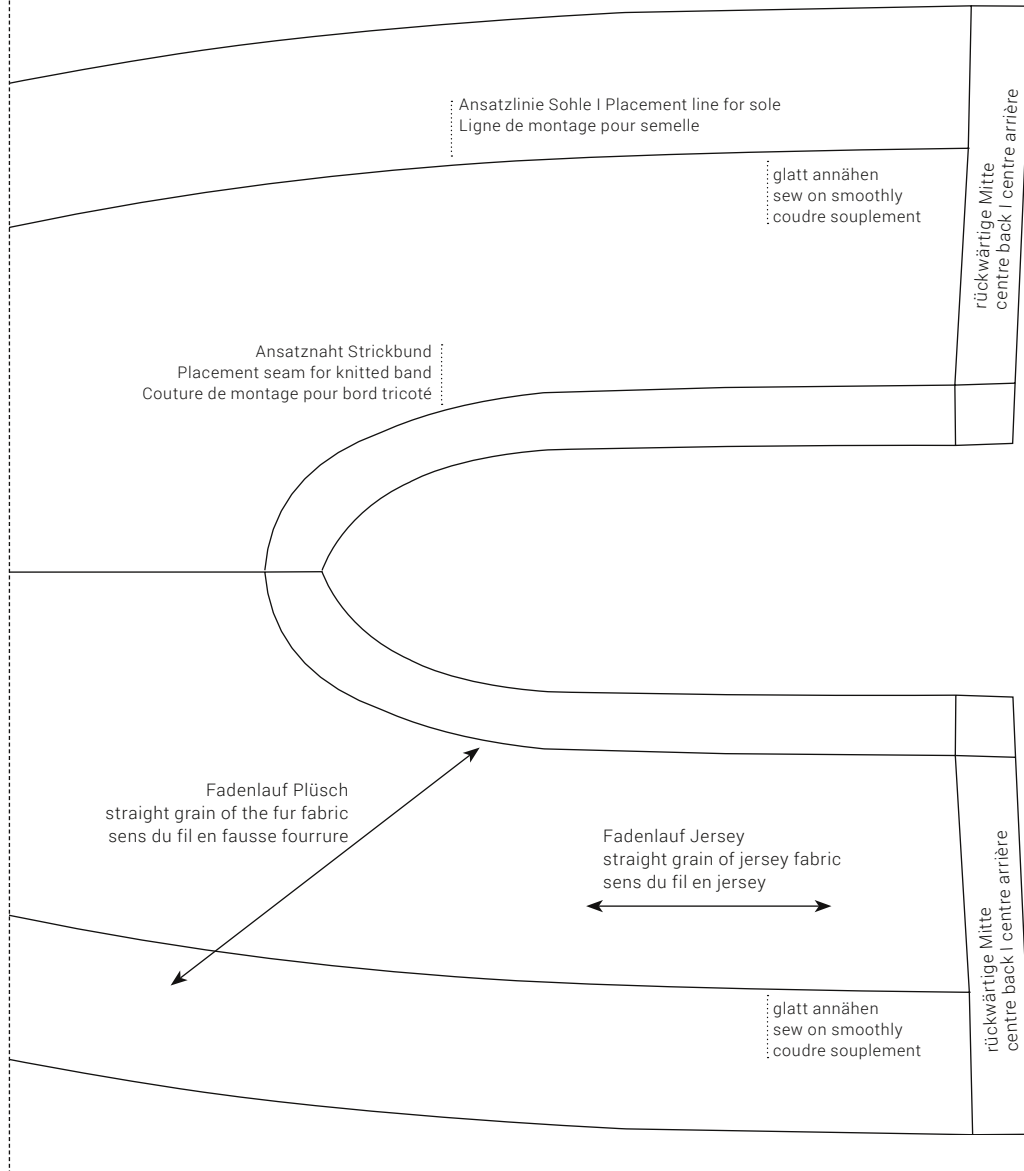 Ansatzlinie Sohle I Placement line for sole
Ligne de montage pour semelle
glatt annähen
sew on smoothly
coudre souplement
rückwärtige Mitte
centre back I centre arrière
Ansatznaht Strickbund
Placement seam for knitted band
Couture de montage pour bord tricoté
Fadenlauf Plüsch
straight grain of the fur fabric
sens du fil en fausse fourrure
Fadenlauf Jersey
straight grain of jersey fabric
sens du fil en jersey
rückwärtige Mitte
centre back I centre arrière
glatt annähen
sew on smoothly
coudre souplement